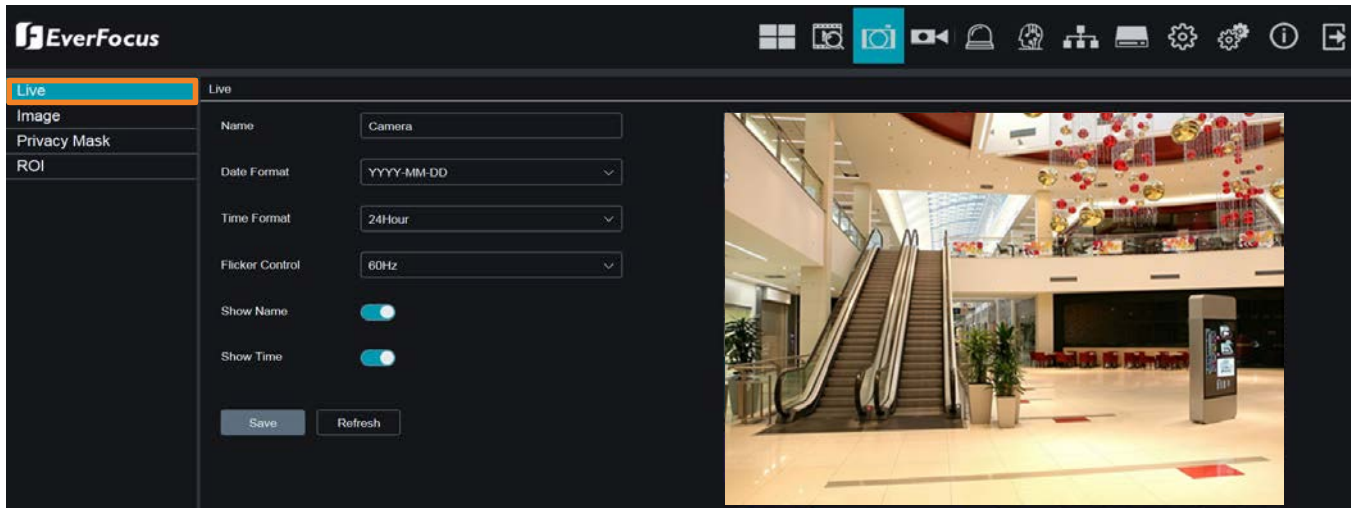 EverFocus
Live
Image
Privacy Mask
ROI
Live
Name Camera
Date Format YYYY-MM-DD
Time Format 24Hour
Flicker Control 60Hz
Show Name
Show Time
Save Refresh